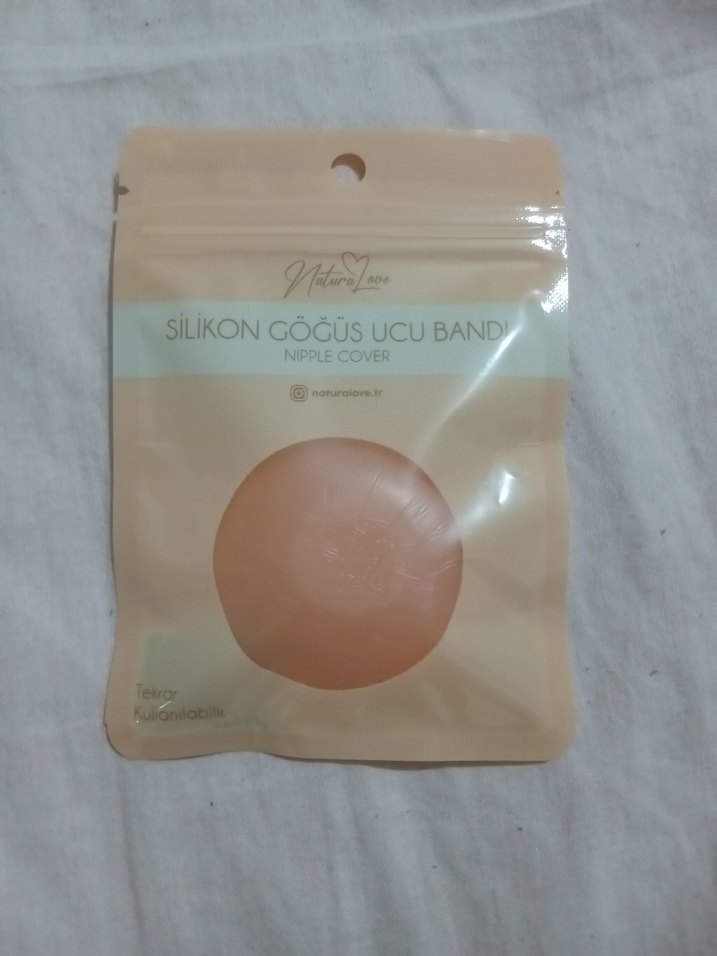 NaturaLove
SİLİKON GÖĞÜS UCU BANDI
NIPPLE COVER
naturalove.tr
Tekrar
Kullanılabilir.